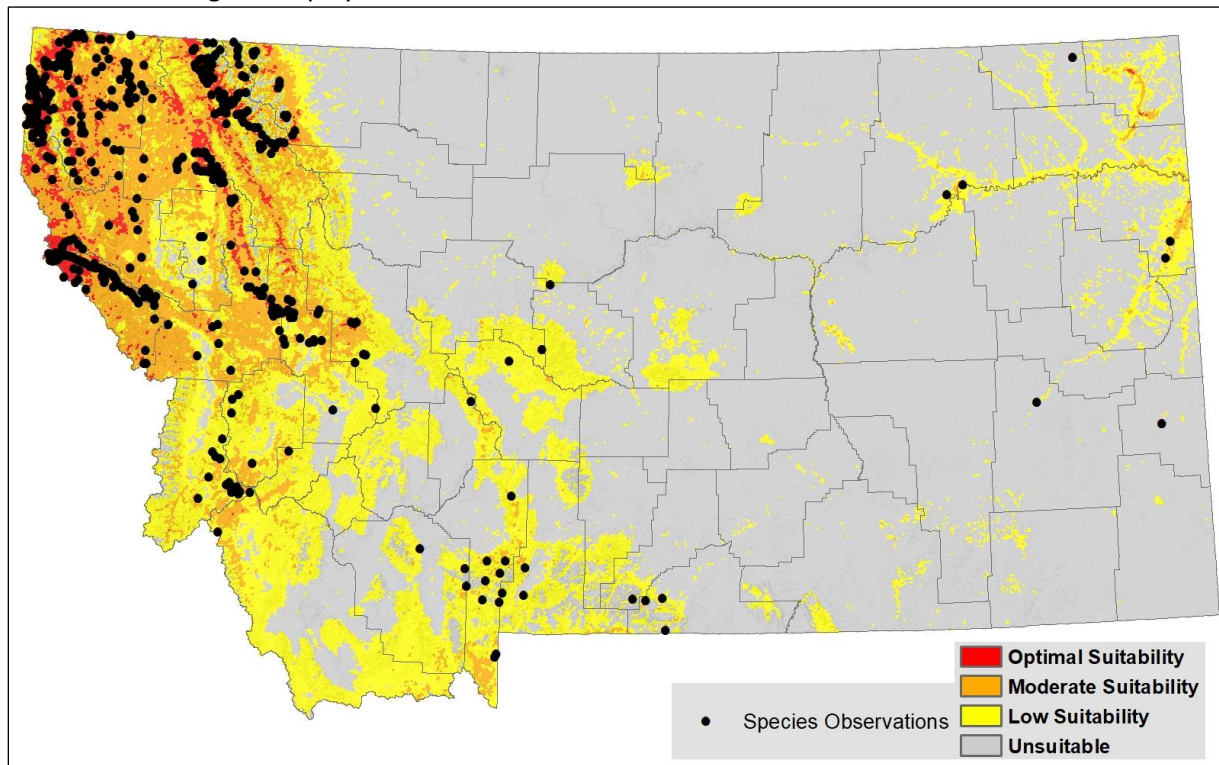 Optimal Suitability
Moderate Suitability
Species Observations
Low Suitability
Unsuitable